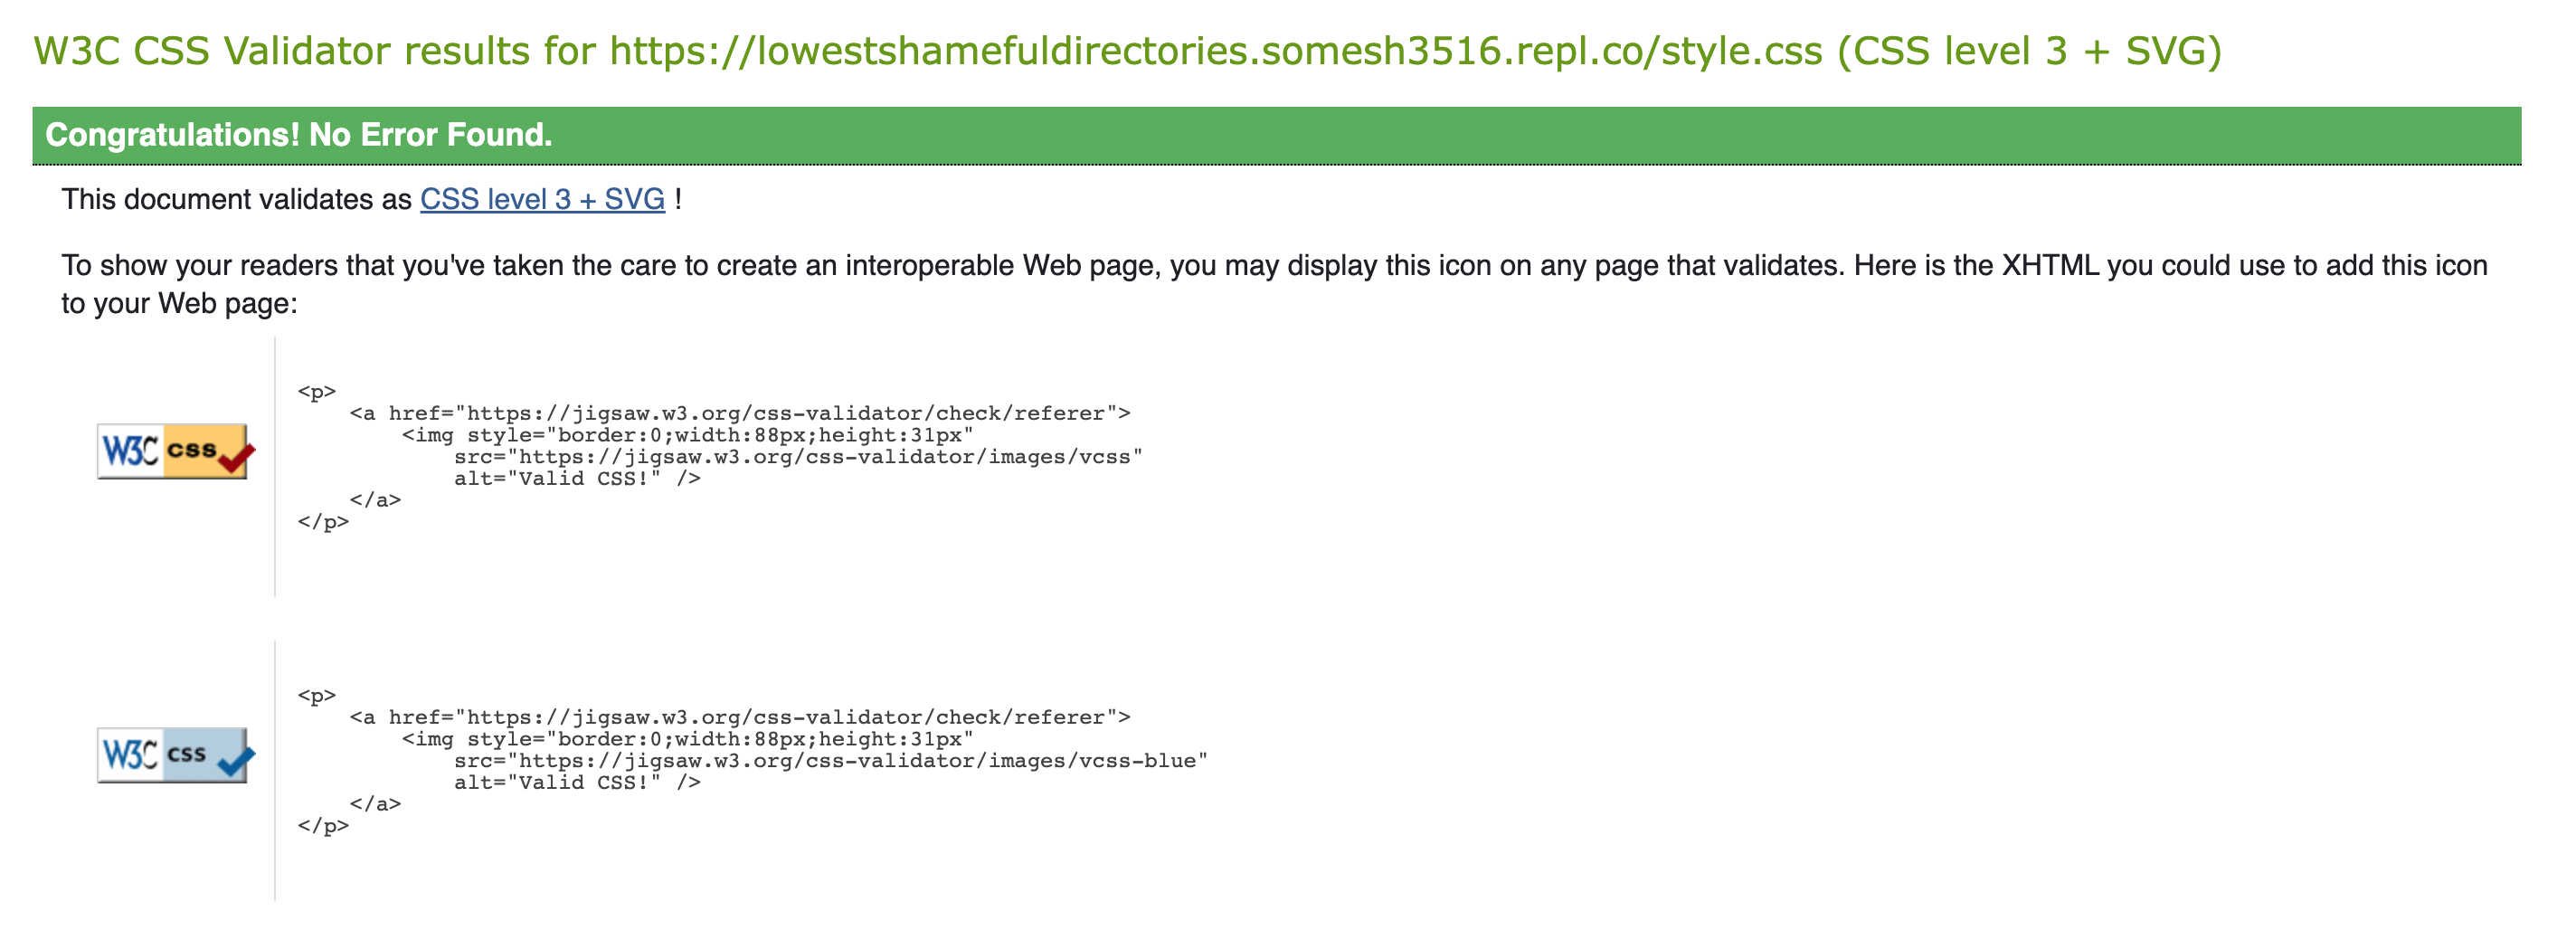 W3C CSS Validator results for https://lowestshamefuldirectories.somesh3516.repl.co/style.css (CSS level 3 + SVG)
Congratulations! No Error Found.
This document validates as CSS level 3 + SVG !
To show your readers that you've taken the care to create an interoperable Web page, you may display this icon on any page that validates. Here is the XHTML you could use to add this icon
to your Web page:
W3C css
<p>
    <a href="https://jigsaw.w3.org/css-validator/check/referer">
        <img style="border:0;width:88px;height:31px"
            src="https://jigsaw.w3.org/css-validator/images/vcss"
            alt="Valid CSS!" />
    </a>
</p>
W3C css
<p>
    <a href="https://jigsaw.w3.org/css-validator/check/referer">
        <img style="border:0;width:88px;height:31px"
            src="https://jigsaw.w3.org/css-validator/images/vcss-blue"
            alt="Valid CSS!" />
    </a>
</p>